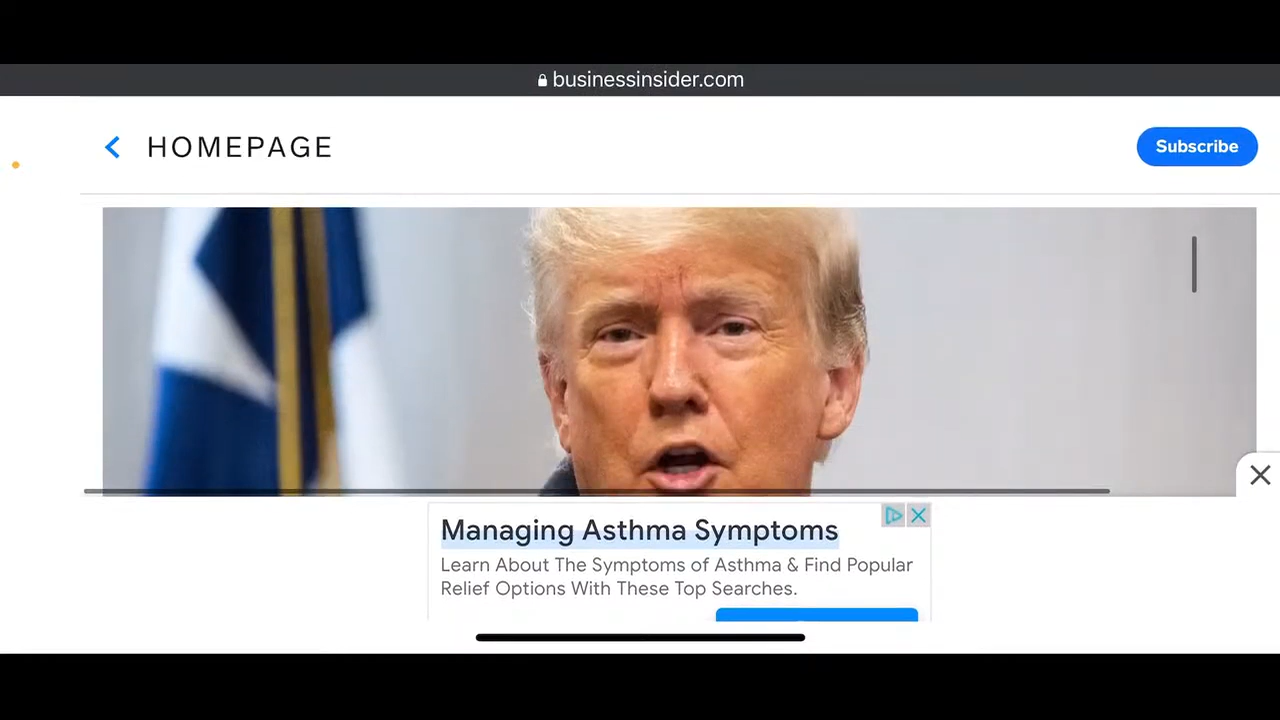 businessinsider.com
HOMEPAGE
Subscribe
Managing Asthma Symptoms
Learn About The Symptoms of Asthma & Find Popular
Relief Options With These Top Searches.